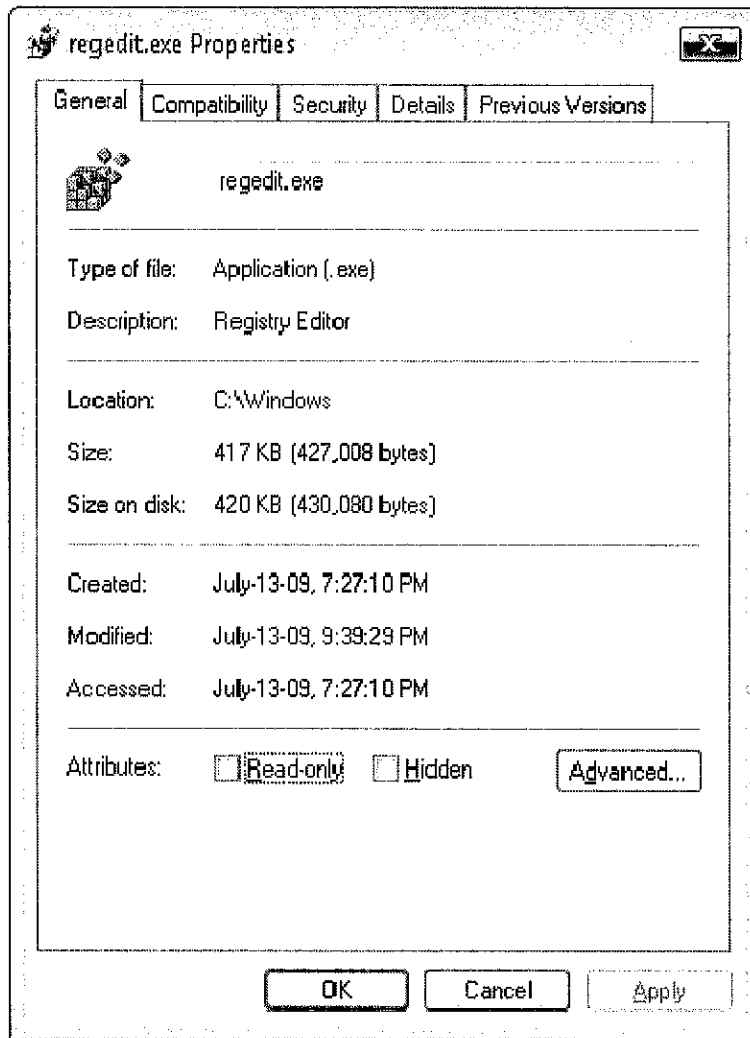 regedit.exe Properties
General Compatibility Security Details Previous Versions
regedit.exe
Type of file: Application (.exe)
Description: Registry Editor
Location: C:\Windows
Size: 417 KB (427,008 bytes)
Size on disk: 420 KB (430,080 bytes)
Created: July-13-09, 7:27:10 PM
Modified: July-13-09, 9:39:29 PM
Accessed: July-13-09, 7:27:10 PM
Attributes: Read-only Hidden Advanced...
OK Cancel Apply